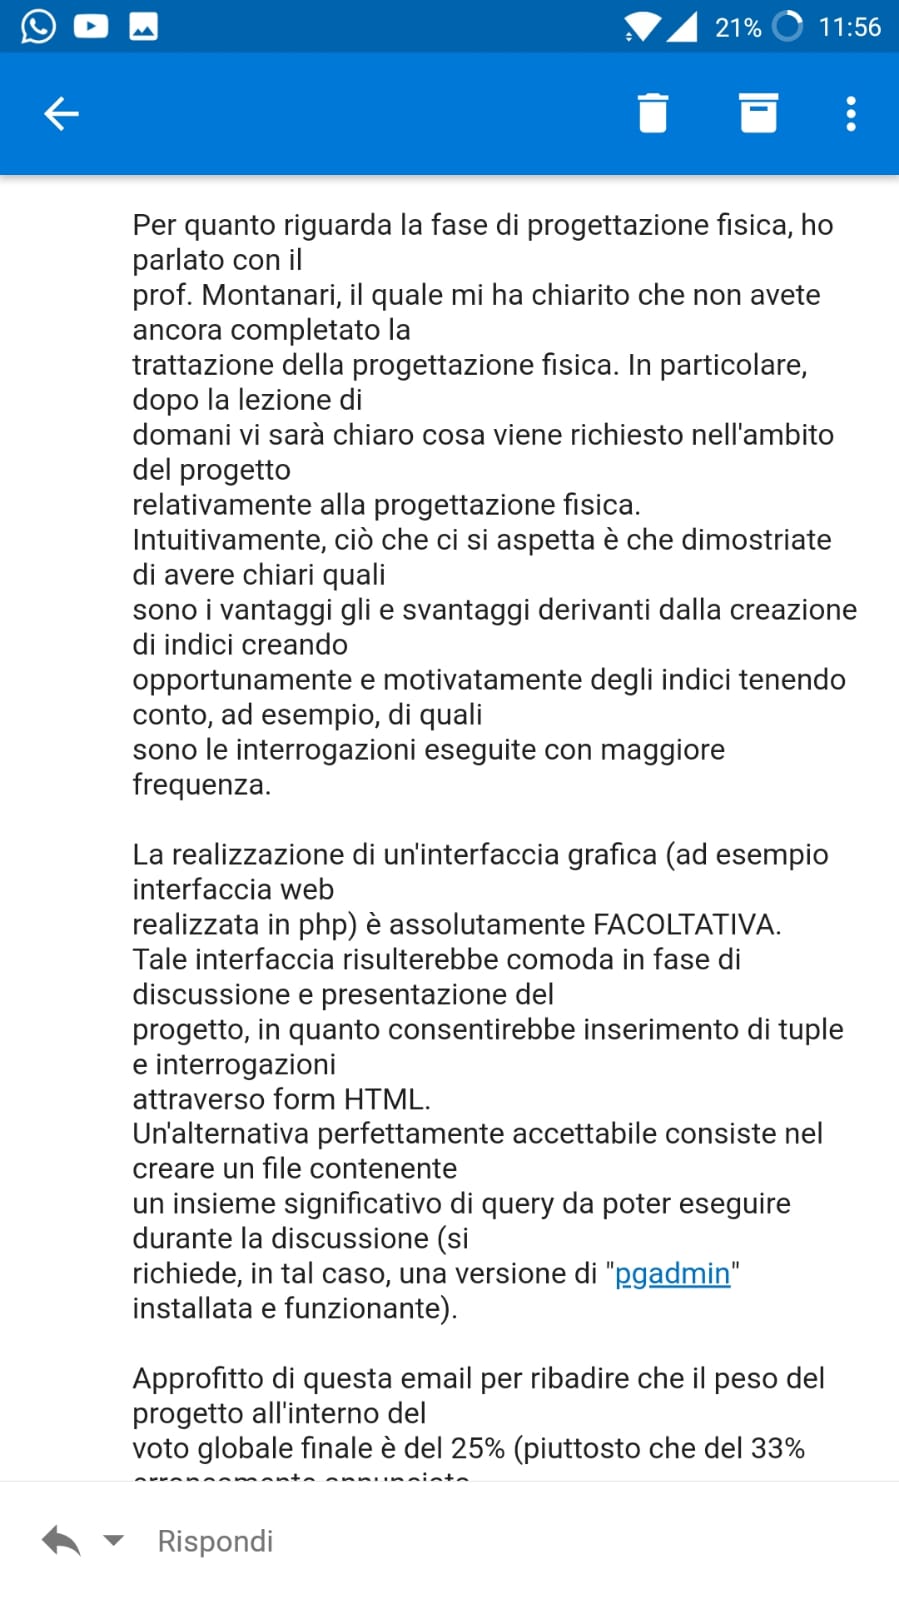 21% 11:56
Per quanto riguarda la fase di progettazione fisica, ho
parlato con il
prof. Montanari, il quale mi ha chiarito che non avete
ancora completato la
trattazione della progettazione fisica. In particolare,
dopo la lezione di
domani vi sarà chiaro cosa viene richiesto nell'ambito
del progetto
relativamente alla progettazione fisica.
Intuitivamente, ciò che ci si aspetta è che dimostriate
di avere chiari quali
sono i vantaggi gli e svantaggi derivanti dalla creazione
di indici creando
opportunamente e motivatamente degli indici tenendo
conto, ad esempio, di quali
sono le interrogazioni eseguite con maggiore
frequenza.
La realizzazione di un'interfaccia grafica (ad esempio
interfaccia web
realizzata in php) è assolutamente FACOLTATIVA.
Tale interfaccia risulterebbe comoda in fase di
discussione e presentazione del
progetto, in quanto consentirebbe inserimento di tuple
e interrogazioni
attraverso form HTML.
Un'alternativa perfettamente accettabile consiste nel
creare un file contenente
un insieme significativo di query da poter eseguire
durante la discussione (si
richiede, in tal caso, una versione di "pgadmin"
installata e funzionante).
Approfitto di questa email per ribadire che il peso del
progetto all'interno del
voto globale finale è del 25% (piuttosto che del 33%
Rispondi